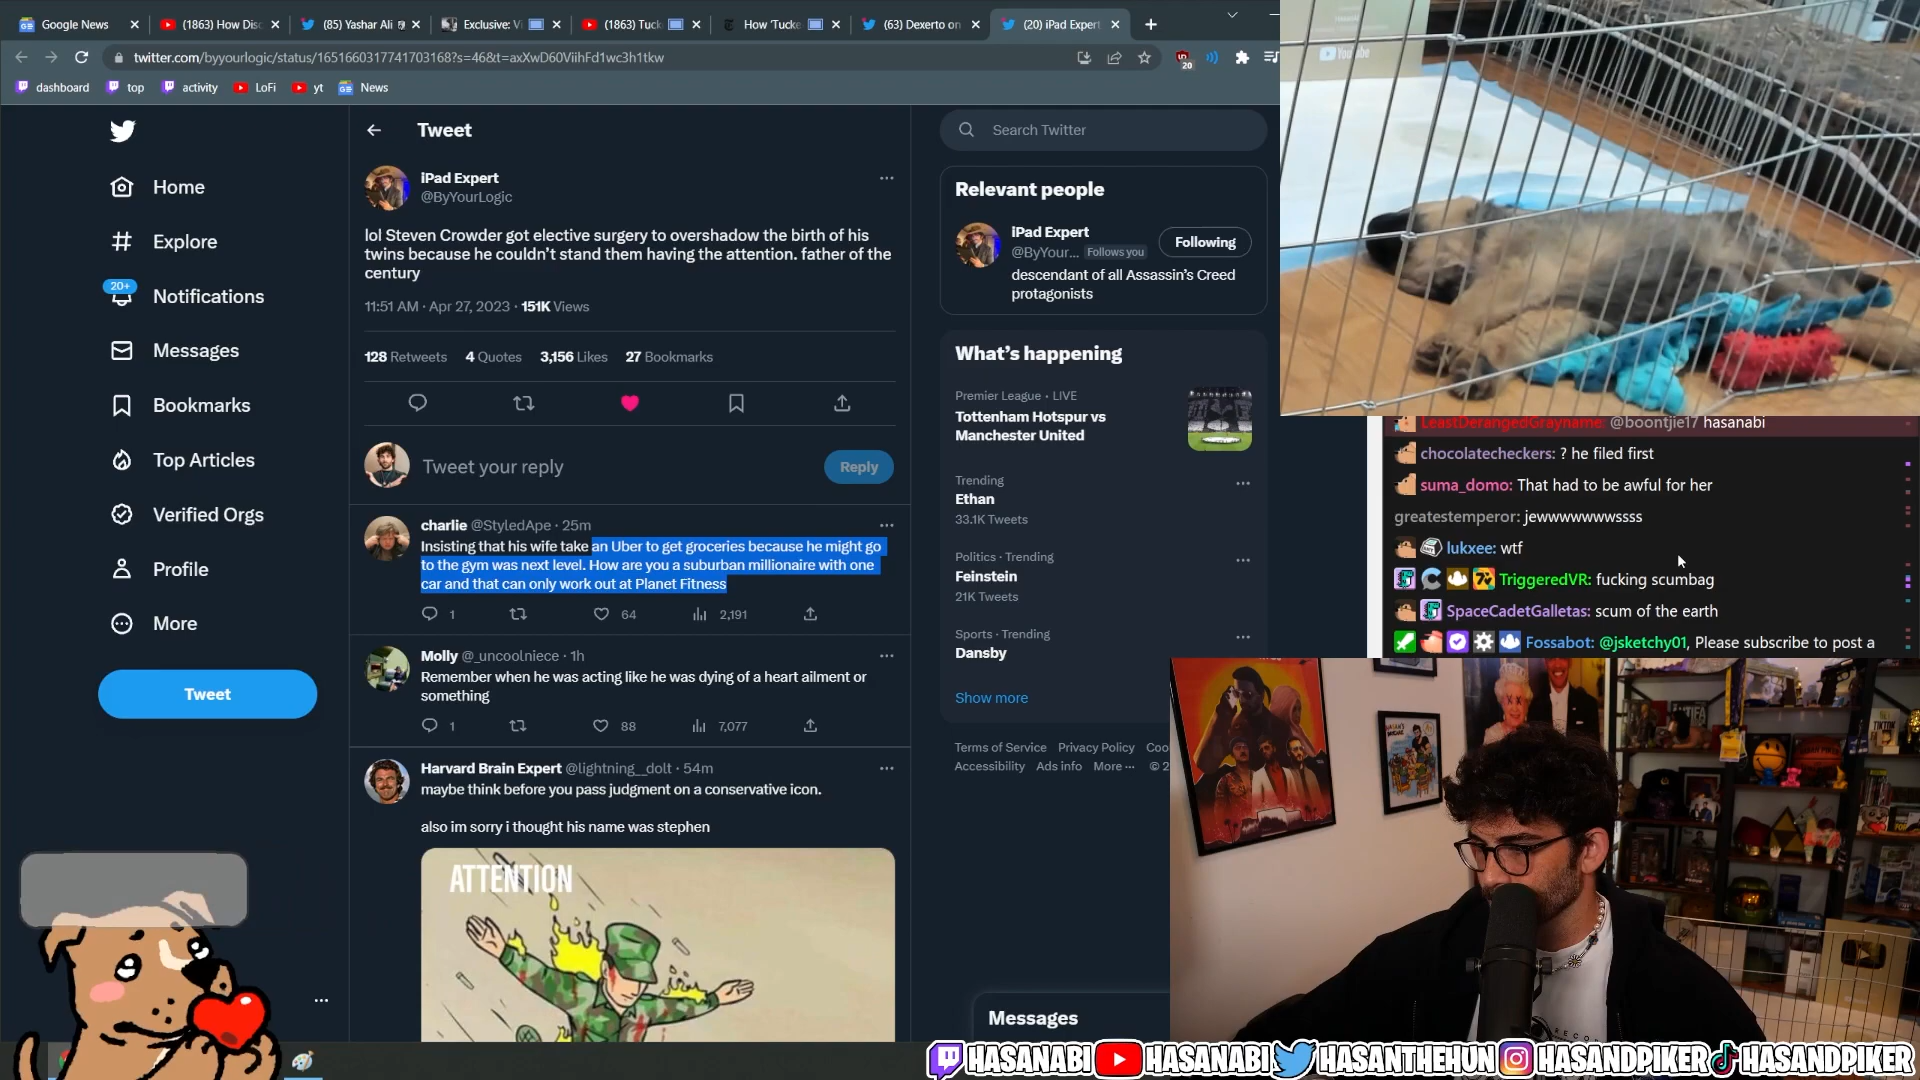 Google News
(1863) How Disc
(85) Yashar Ali
Exclusive: Vi
(1863) Tuck
How 'Tucke
(63) Dexerto on
(20) iPad Expert
twitter.com/byyourlogic/status/1651660317741703168?s=46&t=axXwD60ViihFd1wc3h1tkw
20
dashboard
top
activity
LoFi
yt
News
Home
Explore
20+
Notifications
Messages
Bookmarks
Top Articles
Verified Orgs
Profile
More
Tweet
Tweet
iPad Expert
@ByYourLogic
lol Steven Crowder got elective surgery to overshadow the birth of his
twins because he couldn't stand them having the attention. father of the
century
11:51 AM · Apr 27, 2023 · 151K Views
128 Retweets 4 Quotes 3,156 Likes 27 Bookmarks
Tweet your reply
Reply
charlie @StyledApe · 25m
Insisting that his wife take an Uber to get groceries because he might go
to the gym was next level. How are you a suburban millionaire with one
car and that can only work out at Planet Fitness
1 64 2,191
Molly @_uncoolniece · 1h
Remember when he was acting like he was dying of a heart ailment or
something
1 88 7,077
Harvard Brain Expert @lightning__dolt · 54m
maybe think before you pass judgment on a conservative icon.
also im sorry i thought his name was stephen
ATTENTION
Search Twitter
Relevant people
iPad Expert
@ByYour... Follows you
Following
descendant of all Assassin's Creed
protagonists
What's happening
Premier League · LIVE
Tottenham Hotspur vs
Manchester United
Trending
Ethan
33.1K Tweets
Politics · Trending
Feinstein
21K Tweets
Sports · Trending
Dansby
Show more
Terms of Service Privacy Policy Coo
Accessibility Ads info More ··· © 2
Messages
YouTube
LeastDerangedGrayname: @boontjie17 hasanabi
chocolatecheckers: ? he filed first
suma_domo: That had to be awful for her
greatestemperor: jewwwwwwwssss
lukxee: wtf
TriggeredVR: fucking scumbag
SpaceCadetGalletas: scum of the earth
Fossabot: @jsketchy01, Please subscribe to post a
HASANABI HASANABI HASANTHEHUN HASANDPIKER HASANDPIKER